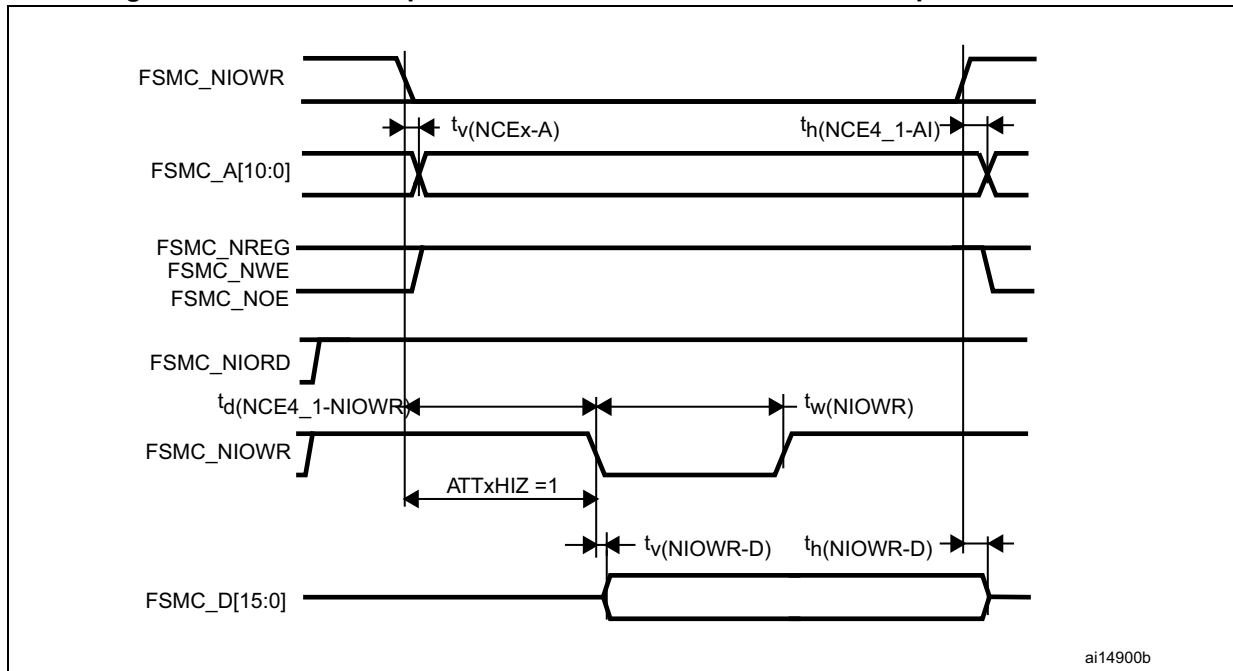 FSMC_NIOWR
tv(NCEx-A)
th(NCE4_1-AI)
FSMC_A[10:0]
FSMC_NREG
FSMC_NWE
FSMC_NOE
FSMC_NIORD
td(NCE4_1-NIOWR)
tw(NIOWR)
FSMC_NIOWR
ATTxHIZ =1
tv(NIOWR-D)
th(NIOWR-D)
FSMC_D[15:0]
ai14900b